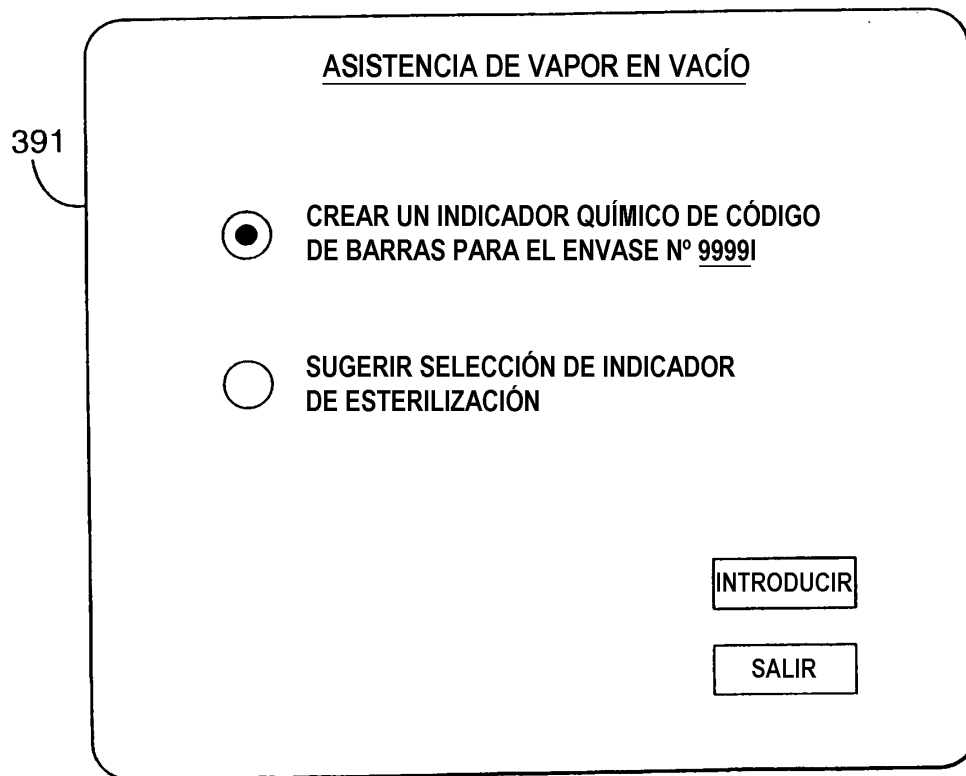 ASISTENCIA DE VAPOR EN VACÍO
391
CREAR UN INDICADOR QUÍMICO DE CÓDIGO
DE BARRAS PARA EL ENVASE Nº 9999I
SUGERIR SELECCIÓN DE INDICADOR
DE ESTERILIZACIÓN
INTRODUCIR
SALIR